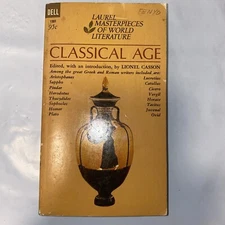 DELL
95c
LAUREL
MASTERPIECES
OF WORLD
LITERATURE
CLASSICAL AGE
Edited, with an introduction, by LIONEL CASSON
Among the great Greek and Roman writers included are:
Aristophanes
Sappho
Pindar
Herodotus
Thucydides
Sophocles
Homer
Plato
Lucretius
Catullus
Cicero
Vergil
Horace
Tacitus
Juvenal
Ovid